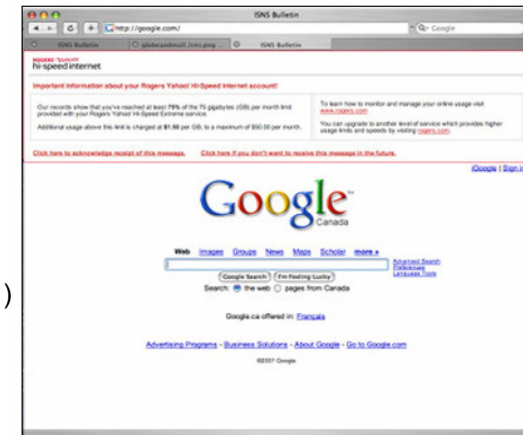 ISNS Bulletin
http://google.com/
Google
ISNS Bulletin
ISNS Bulletin
ROGERS YAHOO!
hi-speed internet
Important information about your Rogers Yahoo! Hi-Speed Internet account!
Our records show that you've reached at least 75% of the 75 gigabytes (GB) per month limit
provided with your Rogers Yahoo! Hi-Speed Extreme service.
Additional usage above this limit is charged at $1.50 per GB, to a maximum of $50.00 per month.
To learn how to monitor and manage your online usage visit
www.rogers.com
You can upgrade to another level of service which provides higher
usage limits and speeds by visiting rogers.com
Click here to acknowledge receipt of this message.
Click here if you don't want to receive this message in the future.
iGoogle | Sign in
Google™
Canada
Web Images Groups News Maps Scholar more »
Advanced Search
Preferences
Language Tools
Google Search I'm Feeling Lucky
Search: the web pages from Canada
Google.ca offered in: Français
Advertising Programs - Business Solutions - About Google - Go to Google.com
©2007 Google
)